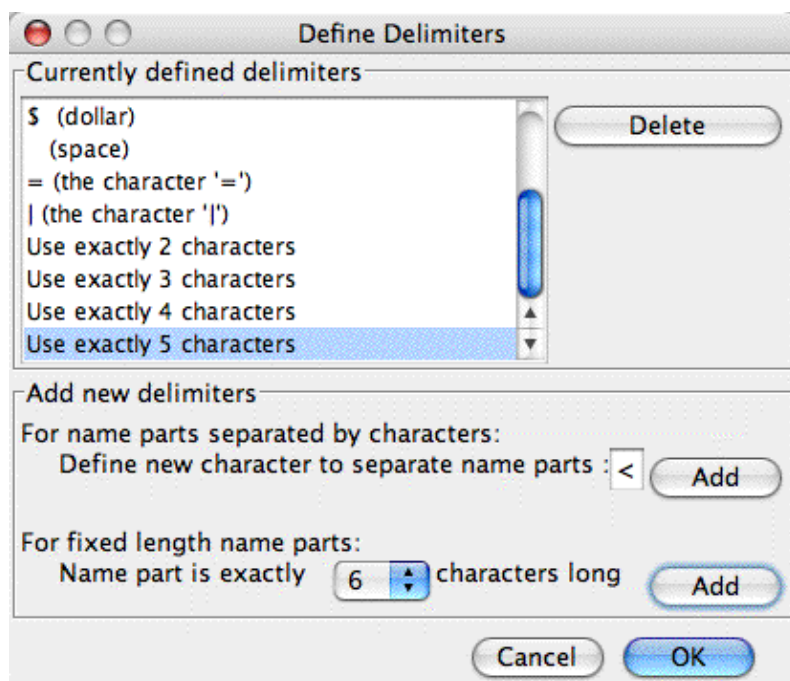 Define Delimiters
Currently defined delimiters
$ (dollar)
Delete
(space)
= (the character '=')
| (the character '|')
Use exactly 2 characters
Use exactly 3 characters
Use exactly 4 characters
Use exactly 5 characters
Add new delimiters
For name parts separated by characters:
Define new character to separate name parts : < Add
For fixed length name parts:
Name part is exactly 6 characters long Add
Cancel OK